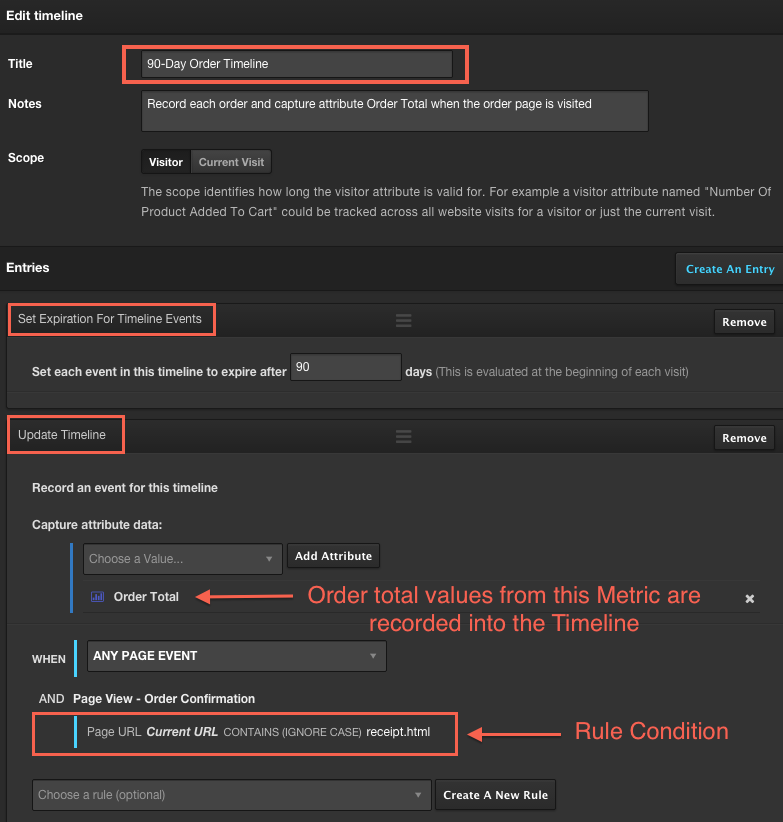 Edit timeline
Title
90-Day Order Timeline
Notes
Record each order and capture attribute Order Total when the order page is visited
Scope
Visitor Current Visit
The scope identifies how long the visitor attribute is valid for. For example a visitor attribute named "Number Of
Product Added To Cart" could be tracked across all website visits for a visitor or just the current visit.
Entries
Create An Entry
Set Expiration For Timeline Events
Remove
Set each event in this timeline to expire after 90 days (This is evaluated at the beginning of each visit)
Update Timeline
Remove
Record an event for this timeline
Capture attribute data:
Choose a Value... Add Attribute
Order Total
Order total values from this Metric are
recorded into the Timeline
WHEN ANY PAGE EVENT
AND Page View - Order Confirmation
Page URL Current URL CONTAINS (IGNORE CASE) receipt.html
Rule Condition
Choose a rule (optional) Create A New Rule